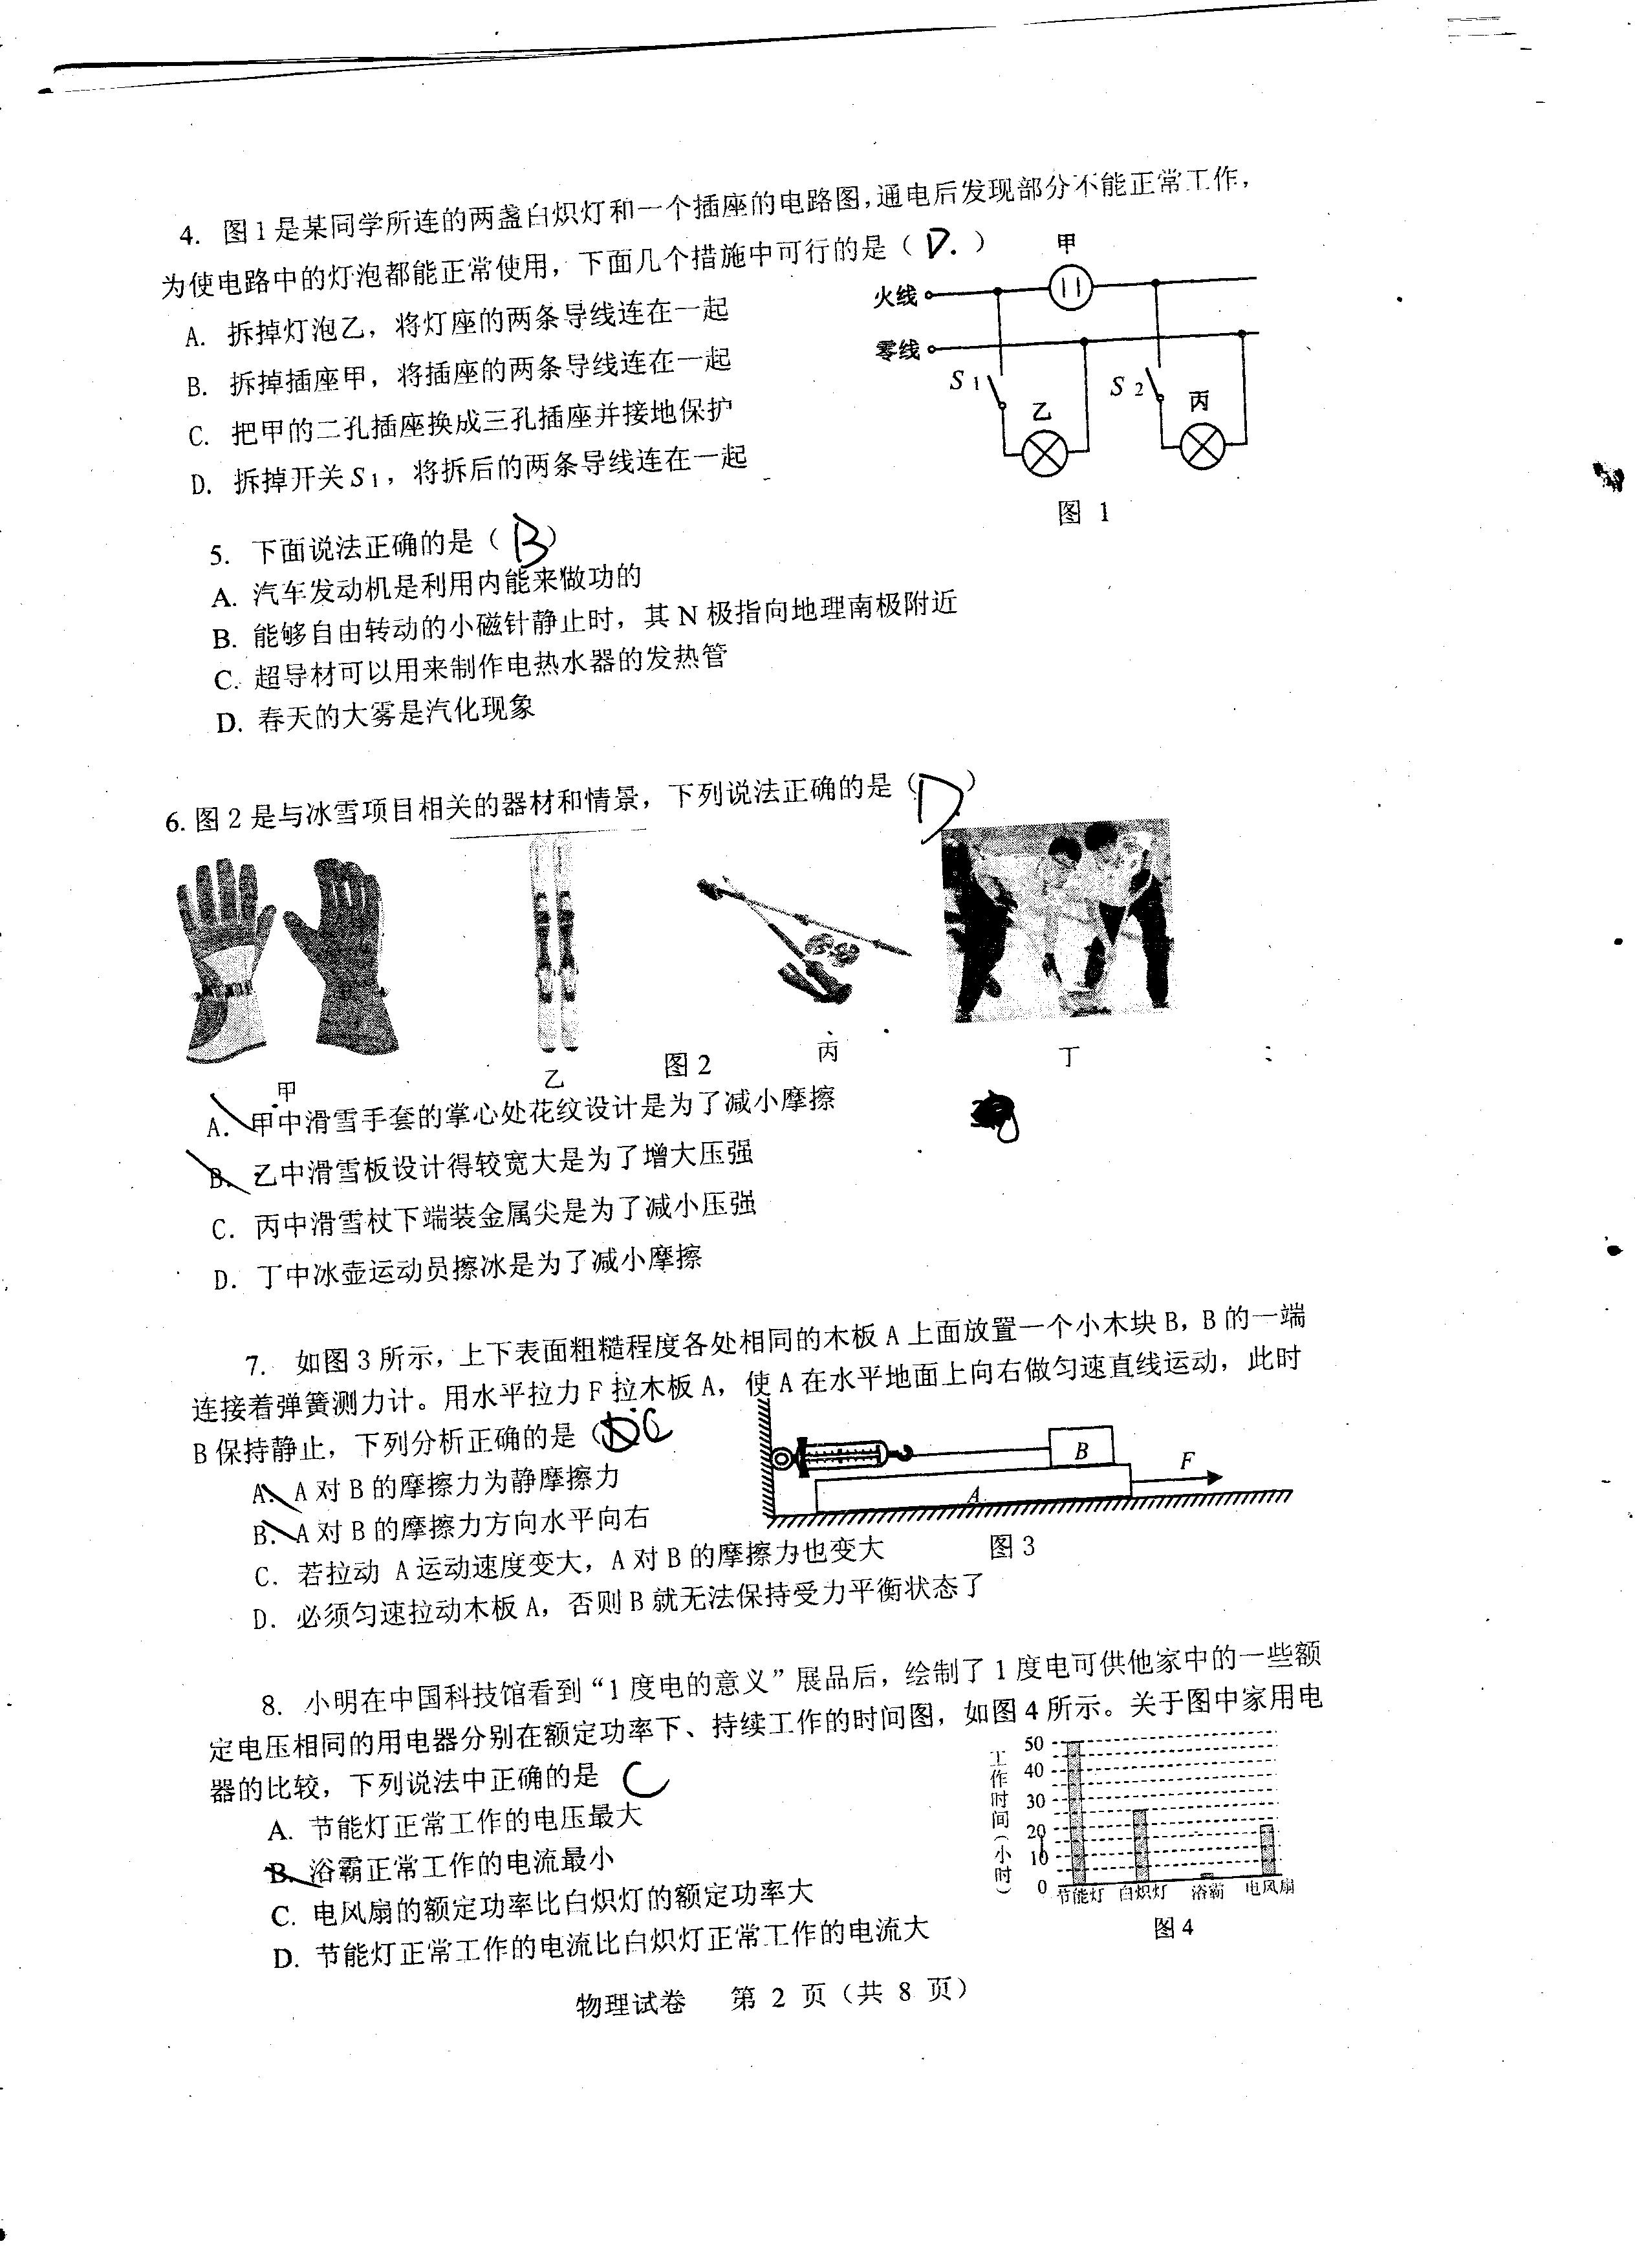 4. 图1是某同学所连的两盏白炽灯和一个插座的电路图,通电后发现部分不能正常工作,
为使电路中的灯泡都能正常使用，下面几个措施中可行的是（ D. ）
A. 拆掉灯泡乙，将灯座的两条导线连在一起
B. 拆掉插座甲，将插座的两条导线连在一起
C. 把甲的二孔插座换成三孔插座并接地保护
D. 拆掉开关S1，将拆后的两条导线连在一起
甲
火线
零线
S1
S2
乙
丙
图 1
5. 下面说法正确的是（ B ）
A. 汽车发动机是利用内能来做功的
B. 能够自由转动的小磁针静止时，其 N 极指向地理南极附近
C. 超导材可以用来制作电热水器的发热管
D. 春天的大雾是汽化现象
6. 图 2 是与冰雪项目相关的器材和情景，下列说法正确的是（ D ）
甲
乙
图 2
丙
丁
A. 甲中滑雪手套的掌心处花纹设计是为了减小摩擦
B. 乙中滑雪板设计得较宽大是为了增大压强
C. 丙中滑雪杖下端装金属尖是为了减小压强
D. 丁中冰壶运动员擦冰是为了减小摩擦
7. 如图 3 所示，上下表面粗糙程度各处相同的木板 A 上面放置一个小木块 B，B 的一端
连接着弹簧测力计。用水平拉力 F 拉木板 A，使 A 在水平地面上向右做匀速直线运动，此时
B 保持静止，下列分析正确的是（ C
A. A 对 B 的摩擦力为静摩擦力
B. A 对 B 的摩擦力方向水平向右
C. 若拉动 A 运动速度变大，A 对 B 的摩擦力也变大
D. 必须匀速拉动木板 A，否则 B 就无法保持受力平衡状态了
B
F
A
图 3
8. 小明在中国科技馆看到“1 度电的意义”展品后，绘制了 1 度电可供他家中的一些额
定电压相同的用电器分别在额定功率下、持续工作的时间图，如图 4 所示。关于图中家用电
器的比较，下列说法中正确的是 C
A. 节能灯正常工作的电压最大
B. 浴霸正常工作的电流最小
C. 电风扇的额定功率比白炽灯的额定功率大
D. 节能灯正常工作的电流比白炽灯正常工作的电流大
工作时间（小时）
50
40
30
20
10
0
节能灯 白炽灯 浴霸 电风扇
图 4
物理试卷 第 2 页（共 8 页）